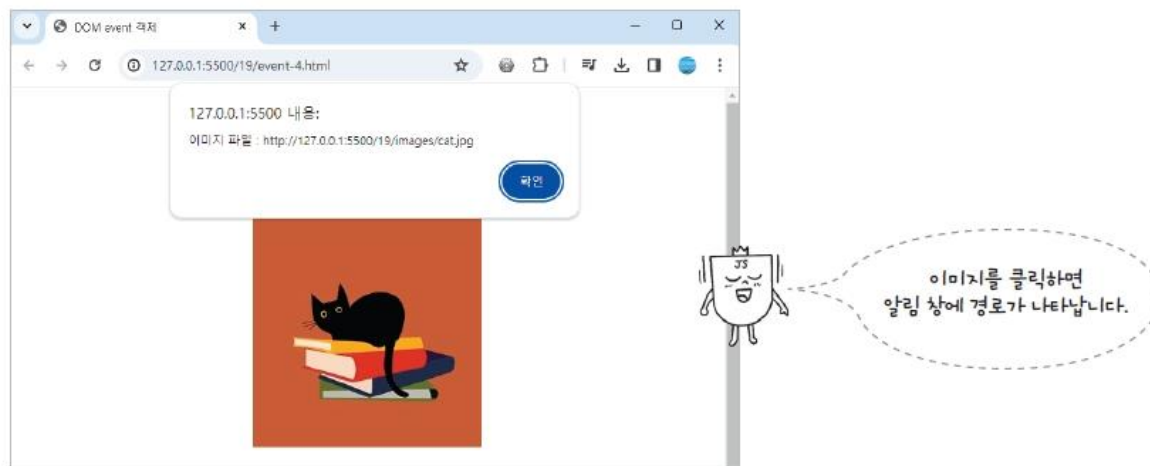 DOM event 객체
127.0.0.1:5500/19/event-4.html
127.0.0.1:5500 내용:
이미지 파일 : http://127.0.0.1:5500/19/images/cat.jpg
확인
JS
이미지를 클릭하면
알림 창에 경로가 나타납니다.